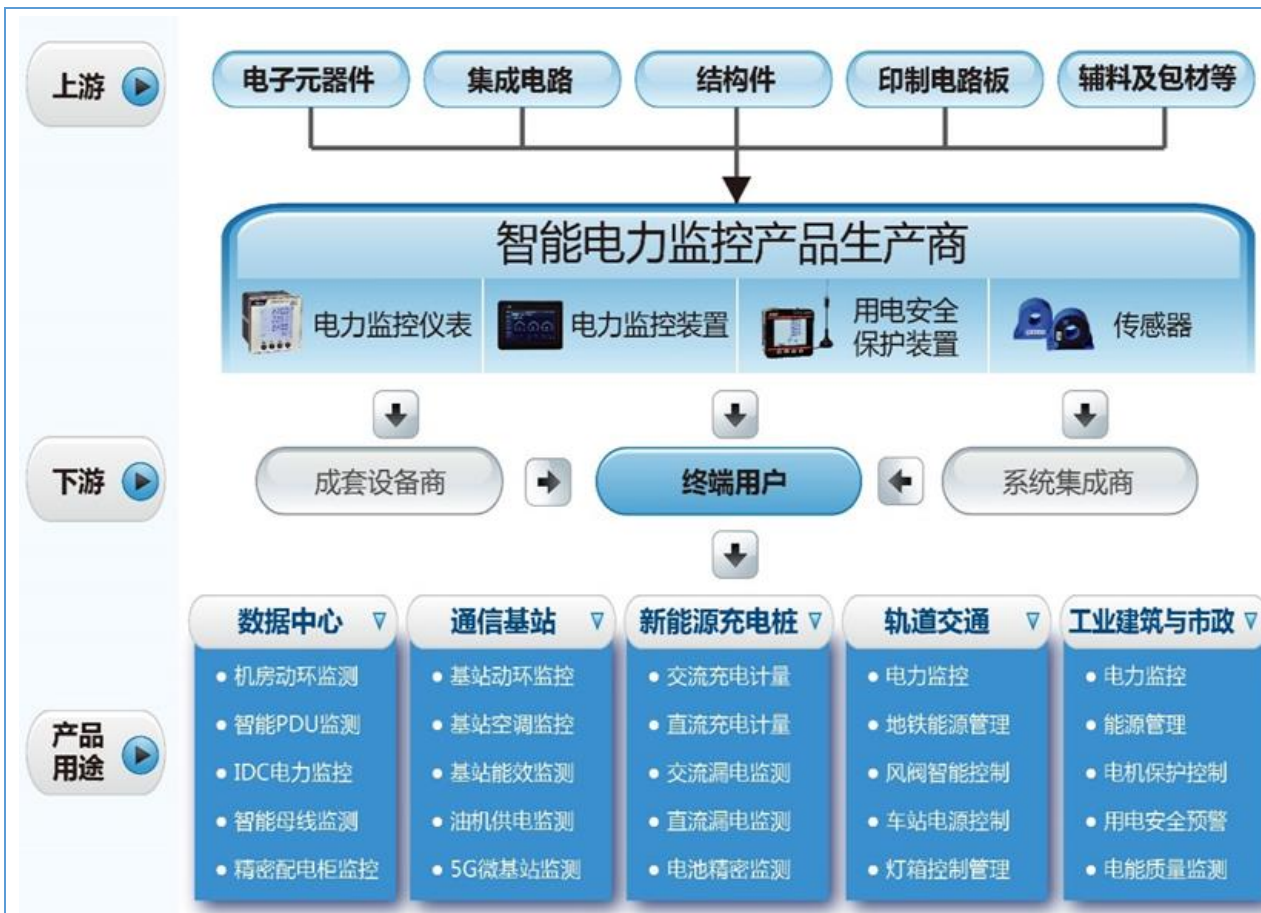 上游
电子元器件
集成电路
结构件
印制电路板
辅料及包材等
智能电力监控产品生产商
电力监控仪表
电力监控装置
用电安全
保护装置
传感器
下游
成套设备商
终端用户
系统集成商
产品
用途
数据中心
机房动环监测
智能PDU监测
IDC电力监控
智能母线监测
精密配电柜监控
通信基站
基站动环监控
基站空调监控
基站能效监测
油机供电监测
5G微基站监测
新能源充电桩
交流充电计量
直流充电计量
交流漏电监测
直流漏电监测
电池精密监测
轨道交通
电力监控
地铁能源管理
风阀智能控制
车站电源控制
灯箱控制管理
工业建筑与市政
电力监控
能源管理
电机保护控制
用电安全预警
电能质量监测